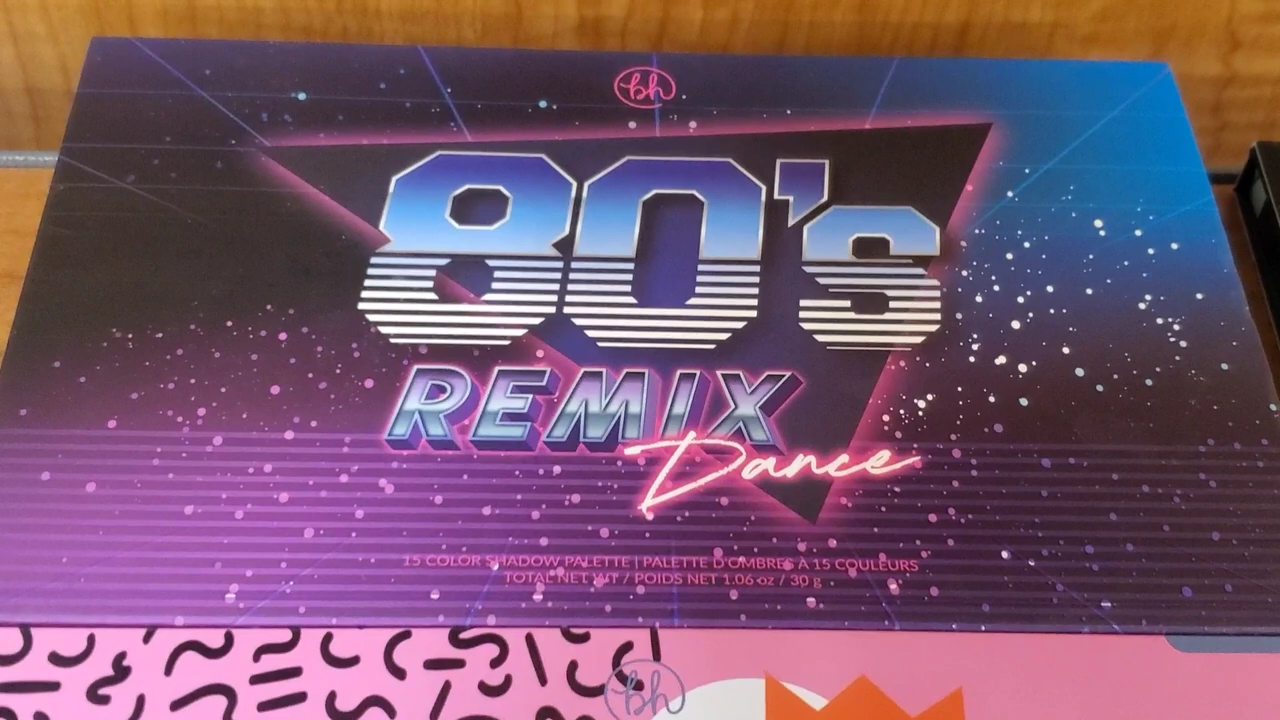 bh
80's
REMIX
Dance
15 COLOR SHADOW PALETTE | PALETTE D'OMBRES À 15 COULEURS
TOTAL NET WT / POIDS NET 1.06 oz / 30 g
bh